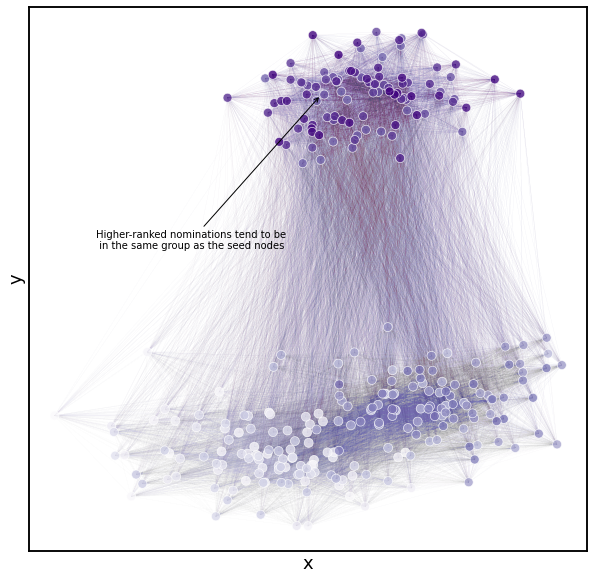 Higher-ranked nominations tend to be
in the same group as the seed nodes
y
x